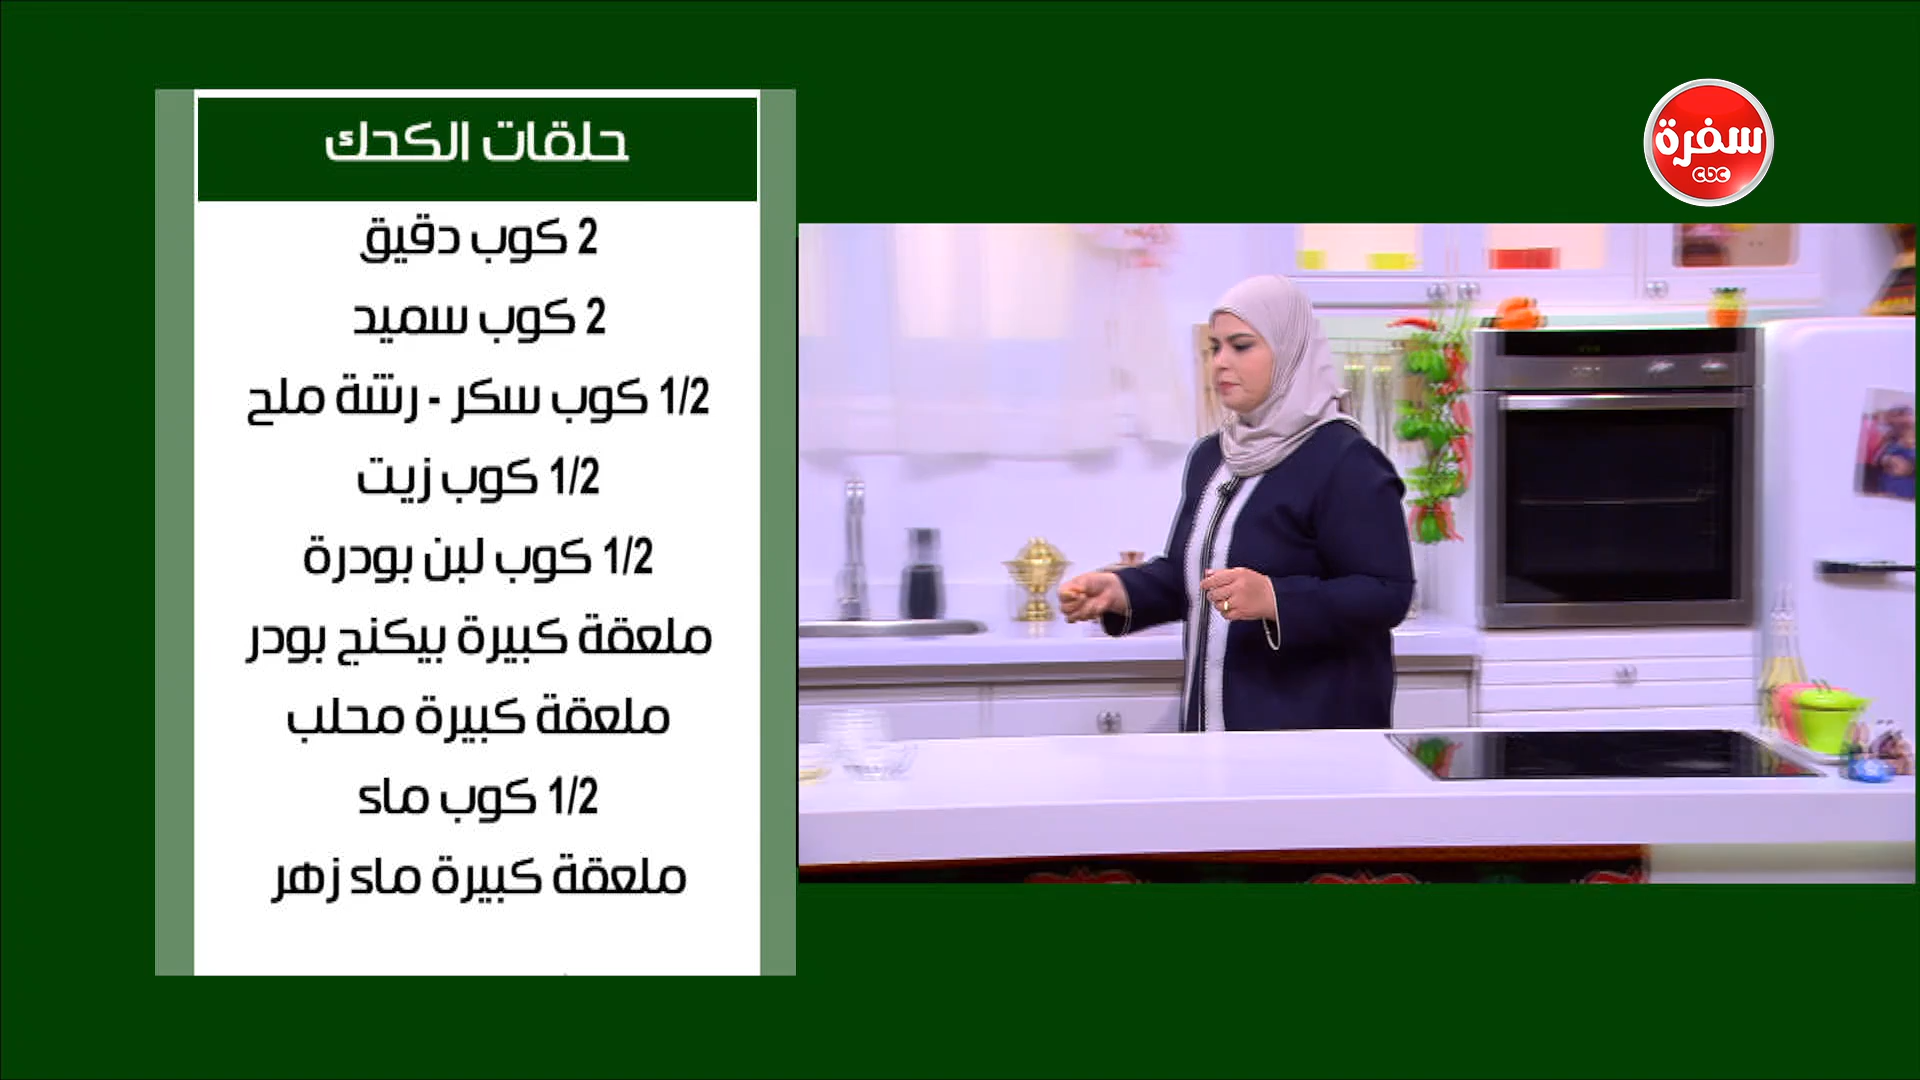 حلقات الكحك
2 كوب دقيق
2 كوب سميد
1/2 كوب سكر - رشة ملح
1/2 كوب زيت
1/2 كوب لبن بودرة
ملعقة كبيرة بيكنج بودر
ملعقة كبيرة محلب
1/2 كوب ماء
ملعقة كبيرة ماء زهر
سفرة
cbc